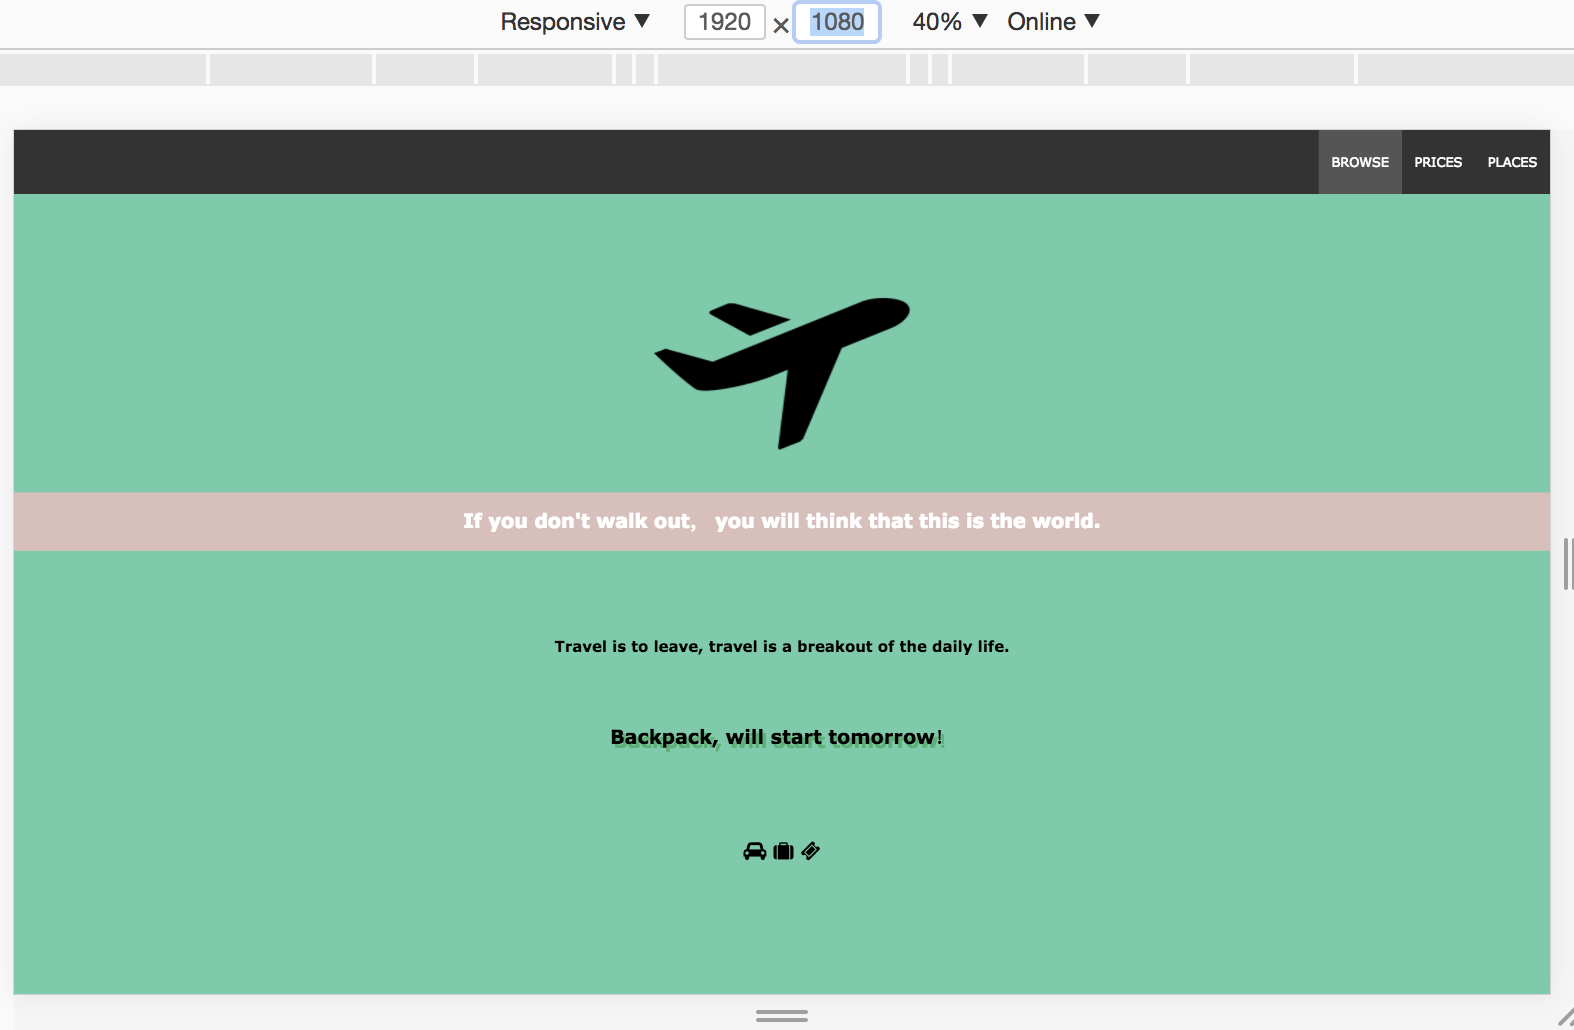 Responsive ▼ 1920 × 1080 40% ▼ Online ▼
BROWSE PRICES PLACES
If you don't walk out， you will think that this is the world.
Travel is to leave, travel is a breakout of the daily life.
Backpack, will start tomorrow！